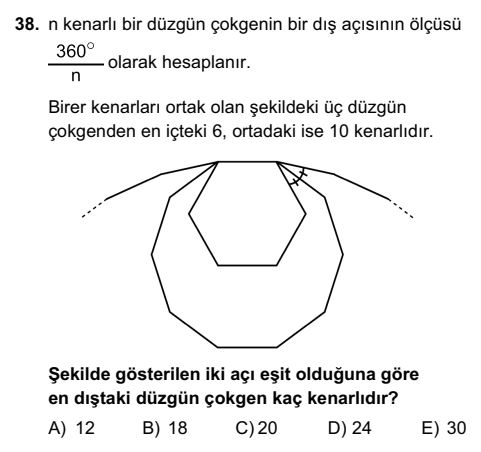 38. n kenarlı bir düzgün çokgenin bir dış açısının ölçüsü
360°
n
olarak hesaplanır.
Birer kenarları ortak olan şekildeki üç düzgün
çokgenden en içteki 6, ortadaki ise 10 kenarlıdır.
Şekilde gösterilen iki açı eşit olduğuna göre
en dıştaki düzgün çokgen kaç kenarlıdır?
A) 12 B) 18 C) 20 D) 24 E) 30